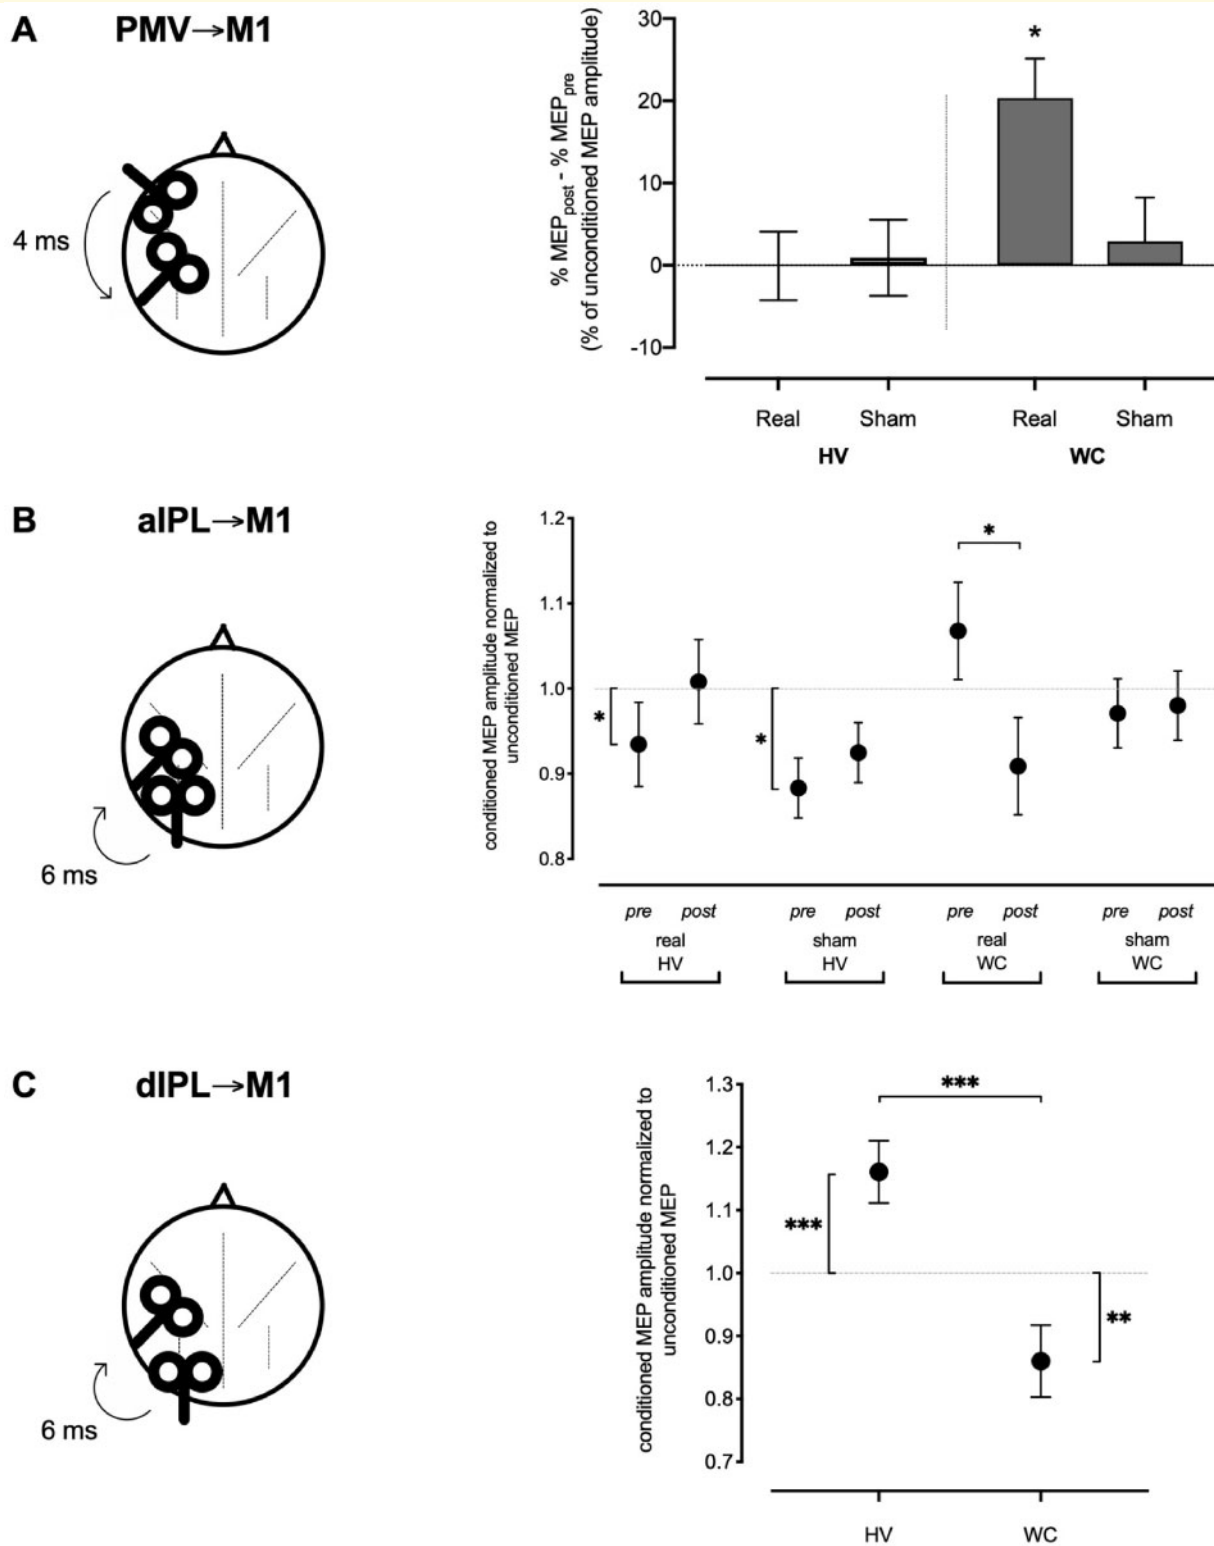 A PMV→M1
4 ms
% MEPpost - % MEPpre
(% of unconditioned MEP amplitude)
30
20
10
0
-10
*
Real Sham Real Sham
HV WC
B aIPL→M1
6 ms
conditioned MEP amplitude normalized to
unconditioned MEP
1.2
1.1
1.0
0.9
0.8
*
*
*
pre post pre post pre post pre post
real sham real sham
HV HV WC WC
C dIPL→M1
6 ms
conditioned MEP amplitude normalized to
unconditioned MEP
1.3
1.2
1.1
1.0
0.9
0.8
0.7
***
***
**
HV WC